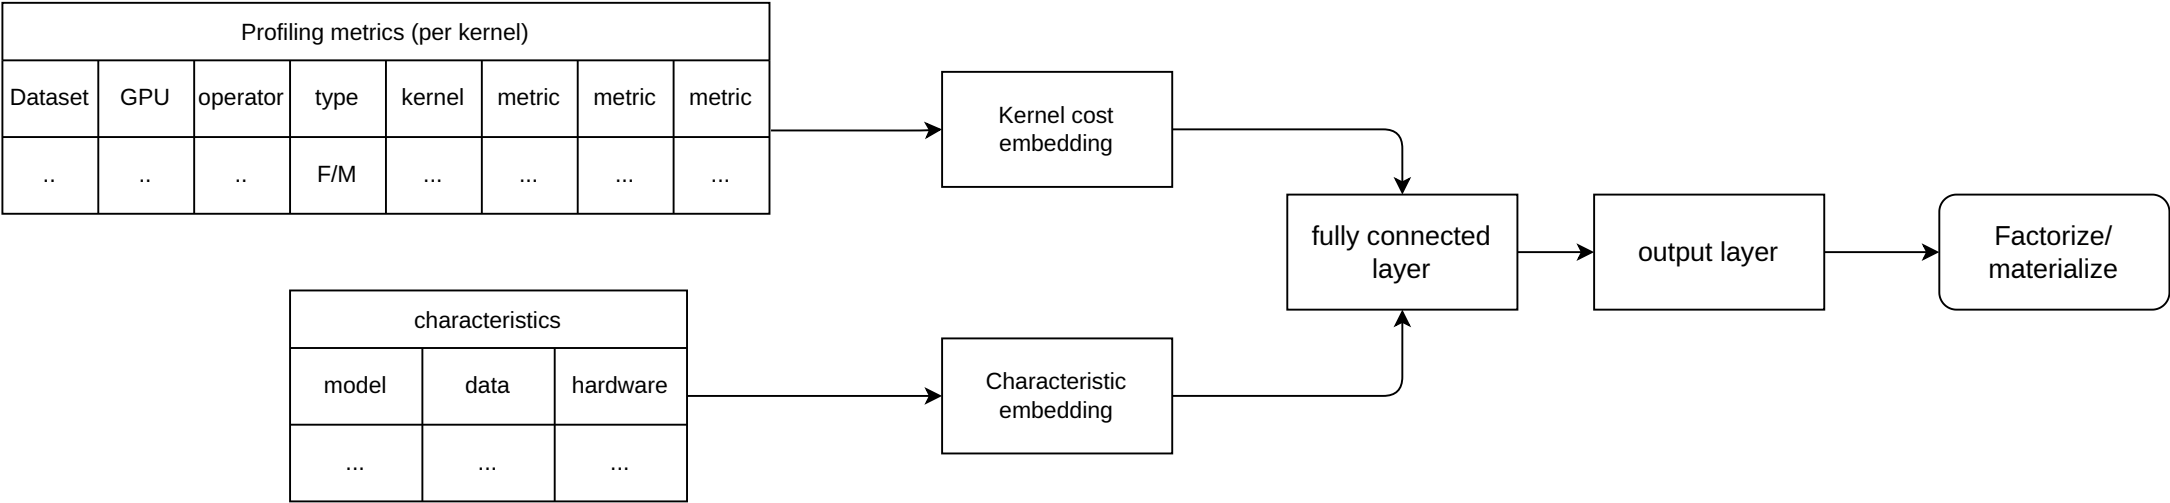 Profiling metrics (per kernel)
Dataset GPU operator type kernel metric metric metric
.. .. .. F/M ... ... ... ...
Kernel cost
embedding
characteristics
model data hardware
... ... ...
Characteristic
embedding
fully connected
layer
output layer
Factorize/
materialize